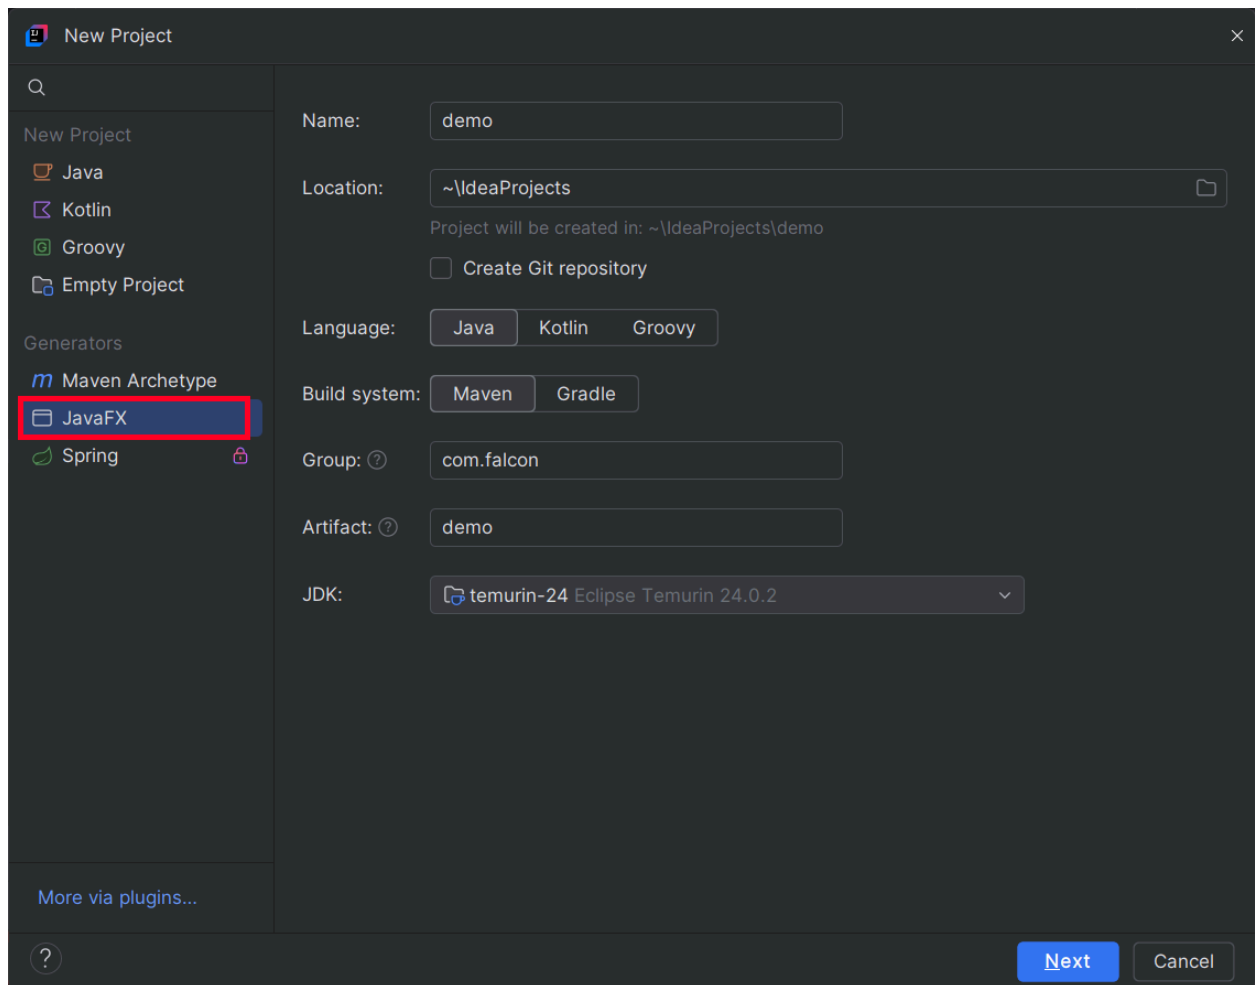 New Project
New Project
Java
Kotlin
Groovy
Empty Project
Generators
Maven Archetype
JavaFX
Spring
More via plugins...
Name: demo
Location: ~\IdeaProjects
Project will be created in: ~\IdeaProjects\demo
Create Git repository
Language: Java Kotlin Groovy
Build system: Maven Gradle
Group: ? com.falcon
Artifact: ? demo
JDK: temurin-24 Eclipse Temurin 24.0.2
? Next Cancel